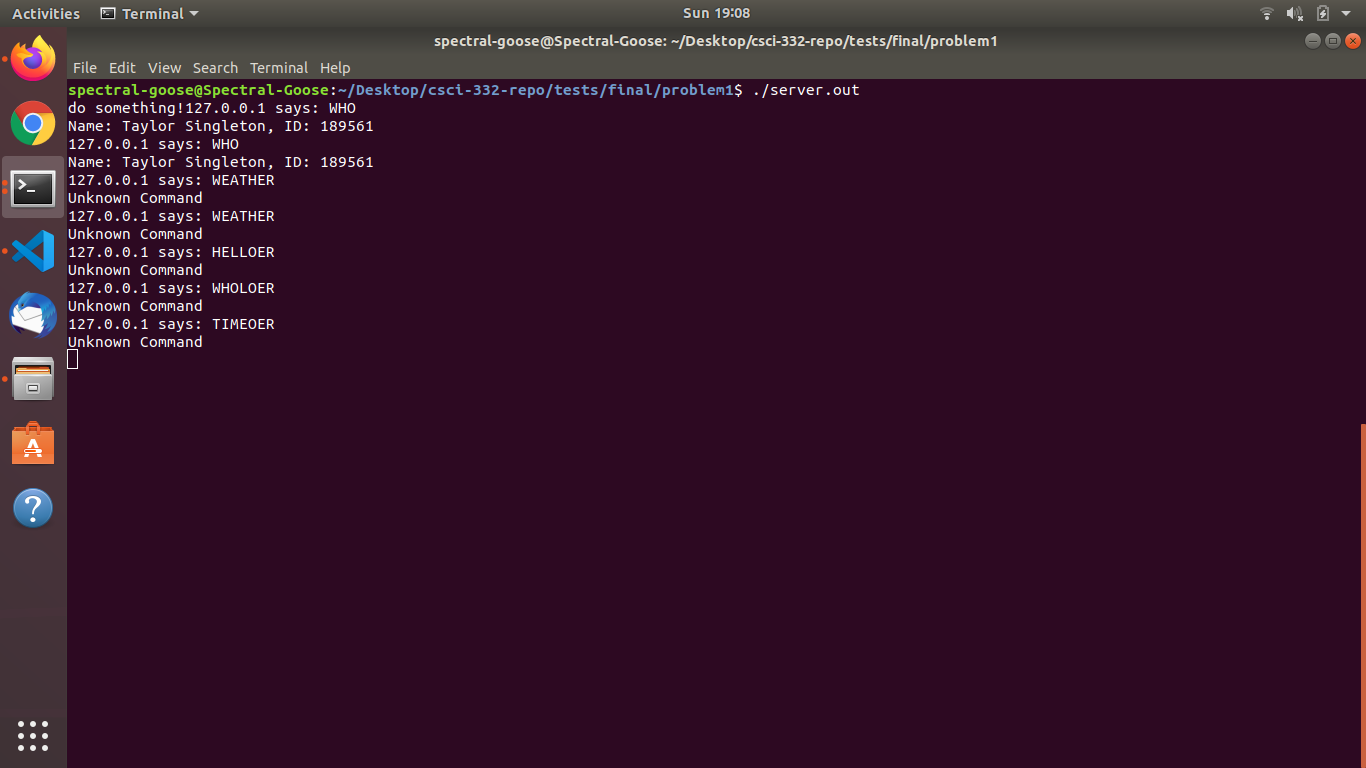 Activities Terminal Sun 19:08
spectral-goose@Spectral-Goose: ~/Desktop/csci-332-repo/tests/final/problem1
File Edit View Search Terminal Help
spectral-goose@Spectral-Goose:~/Desktop/csci-332-repo/tests/final/problem1$ ./server.out
do something!127.0.0.1 says: WHO
Name: Taylor Singleton, ID: 189561
127.0.0.1 says: WHO
Name: Taylor Singleton, ID: 189561
127.0.0.1 says: WEATHER
Unknown Command
127.0.0.1 says: WEATHER
Unknown Command
127.0.0.1 says: HELLOER
Unknown Command
127.0.0.1 says: WHOLOER
Unknown Command
127.0.0.1 says: TIMEOER
Unknown Command